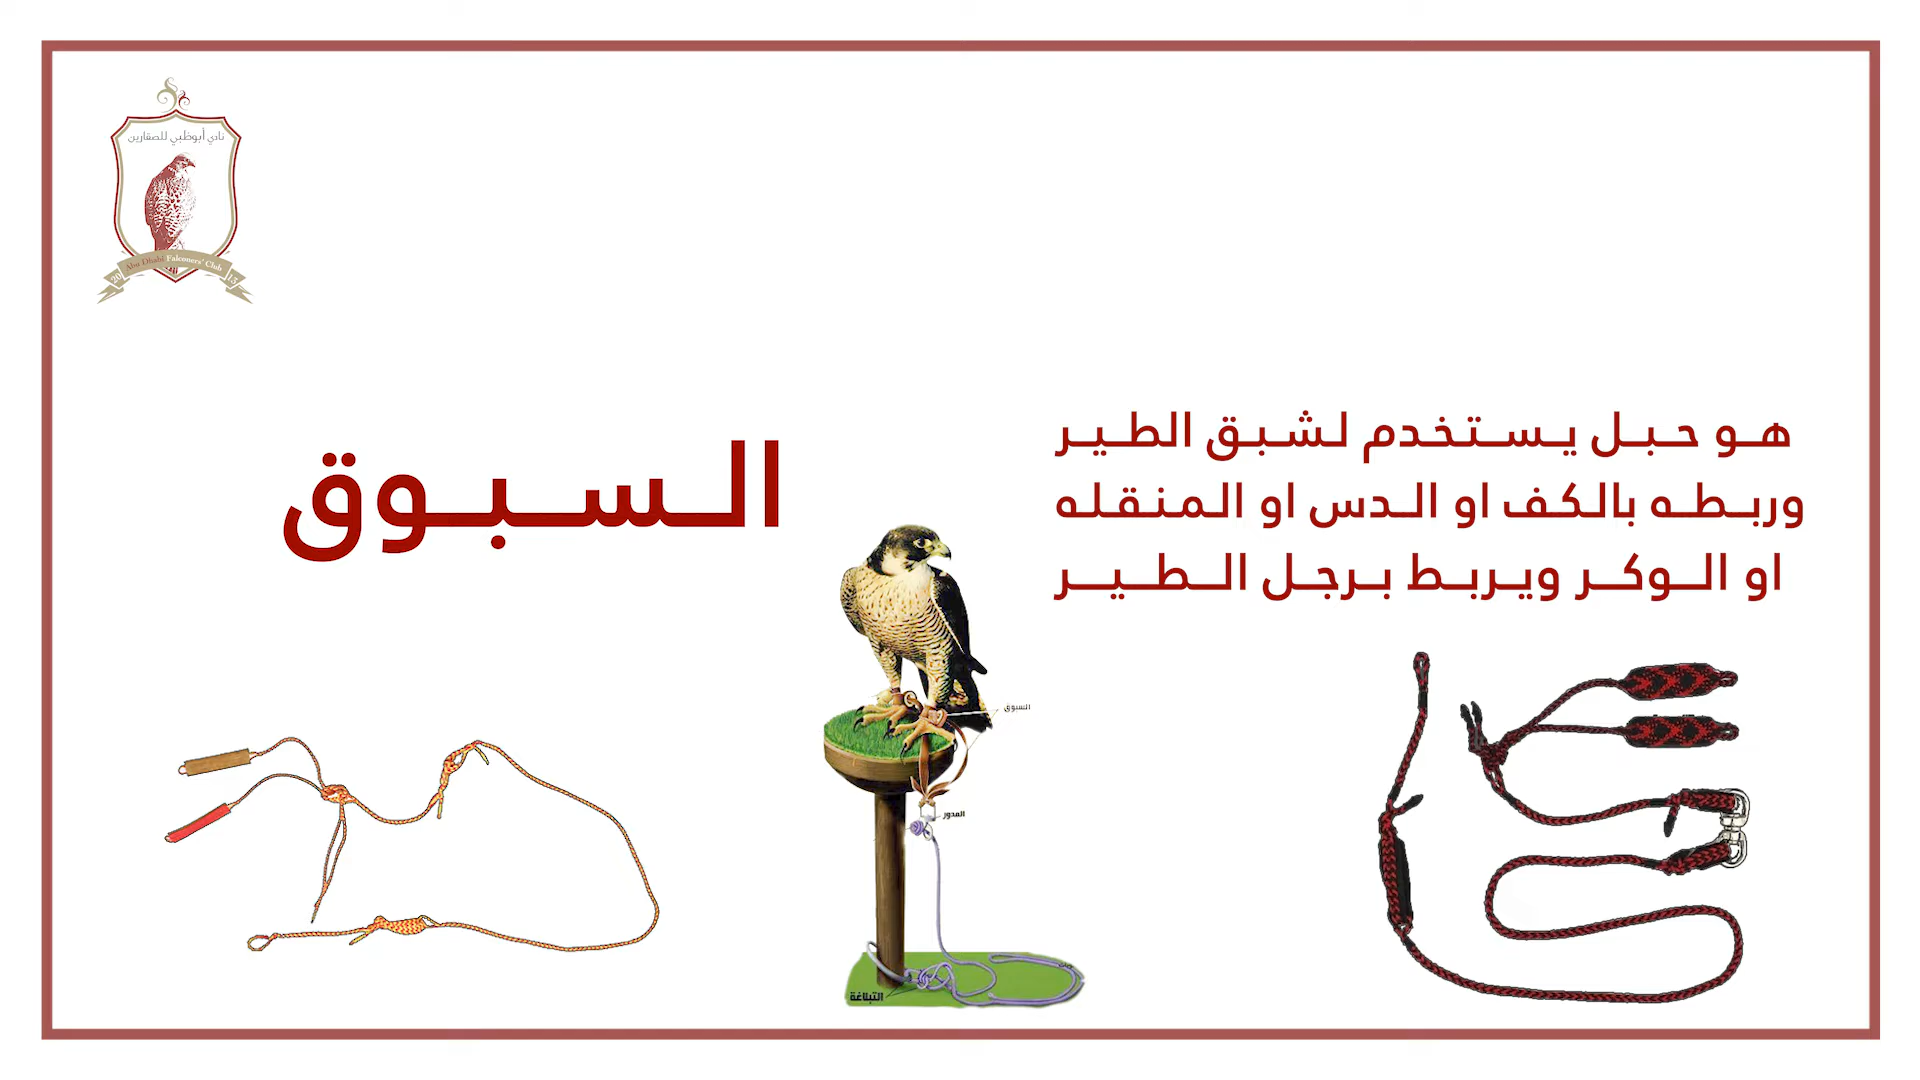 نادي أبوظبي للصقارين
Abu Dhabi Falconers' Club
2013
السبوق
هو حبل يستخدم لشبق الطير
وربطه بالكف او الدس او المنقله
او الوكر ويربط برجل الطير
السبوق
المدور
التبلاغة